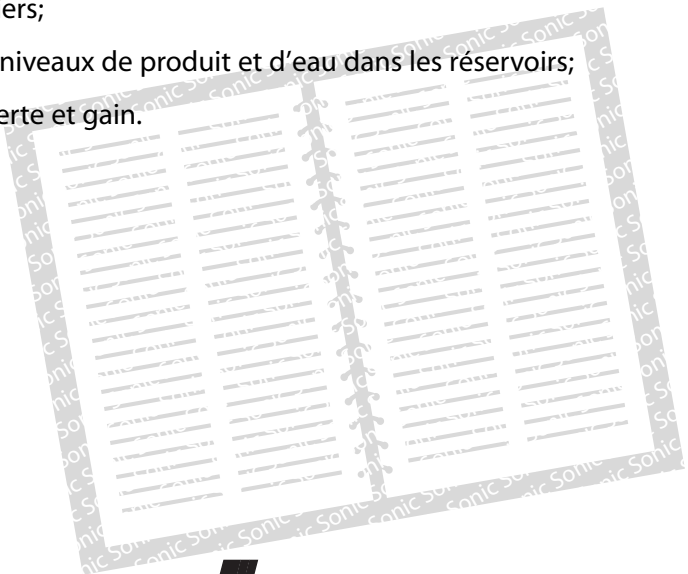 ers;
niveaux de produit et d’eau dans les réservoirs;
erte et gain.